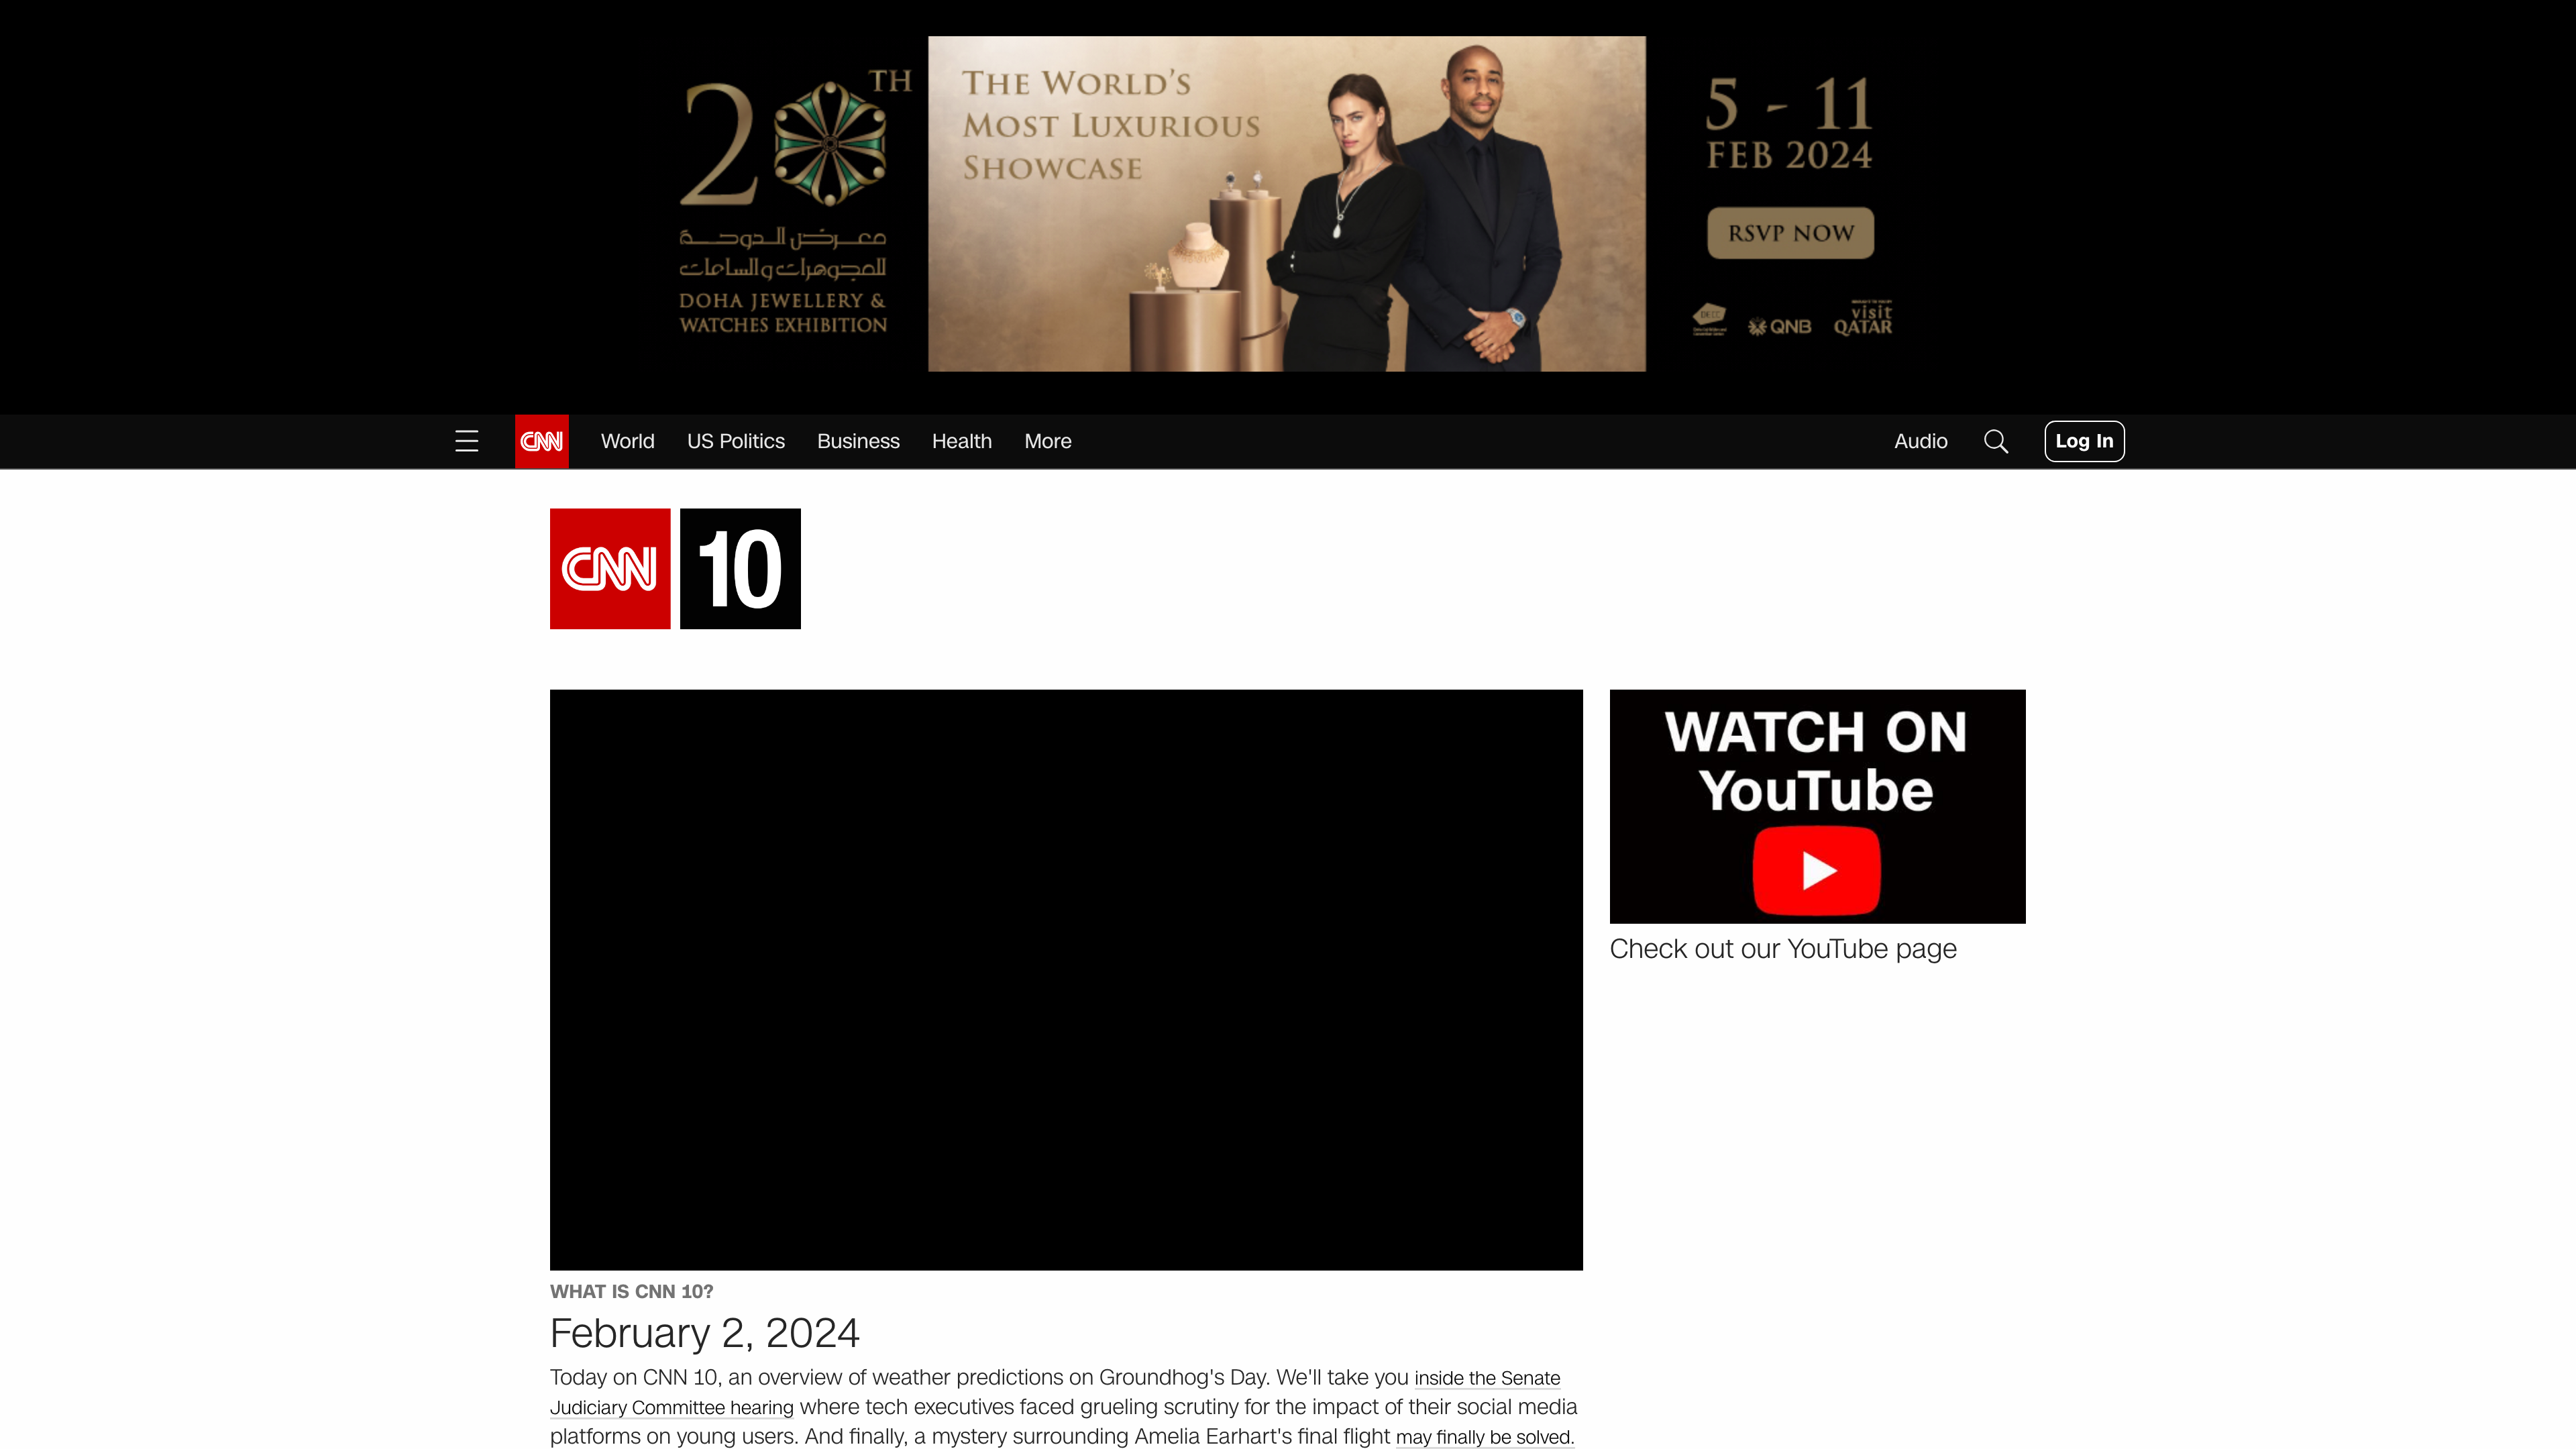 20TH
معرض الدوحة
للمجوهرات والساعات
DOHA JEWELLERY &
WATCHES EXHIBITION
THE WORLD'S
MOST LUXURIOUS
SHOWCASE
5 - 11
FEB 2024
RSVP NOW
DECC
QNB
visit
QATAR
CNN
World
US Politics
Business
Health
More
Audio
Log In
CNN 10
WATCH ON
YouTube
Check out our YouTube page
WHAT IS CNN 10?
February 2, 2024
Today on CNN 10, an overview of weather predictions on Groundhog's Day. We'll take you inside the Senate
Judiciary Committee hearing where tech executives faced grueling scrutiny for the impact of their social media
platforms on young users. And finally, a mystery surrounding Amelia Earhart's final flight may finally be solved.